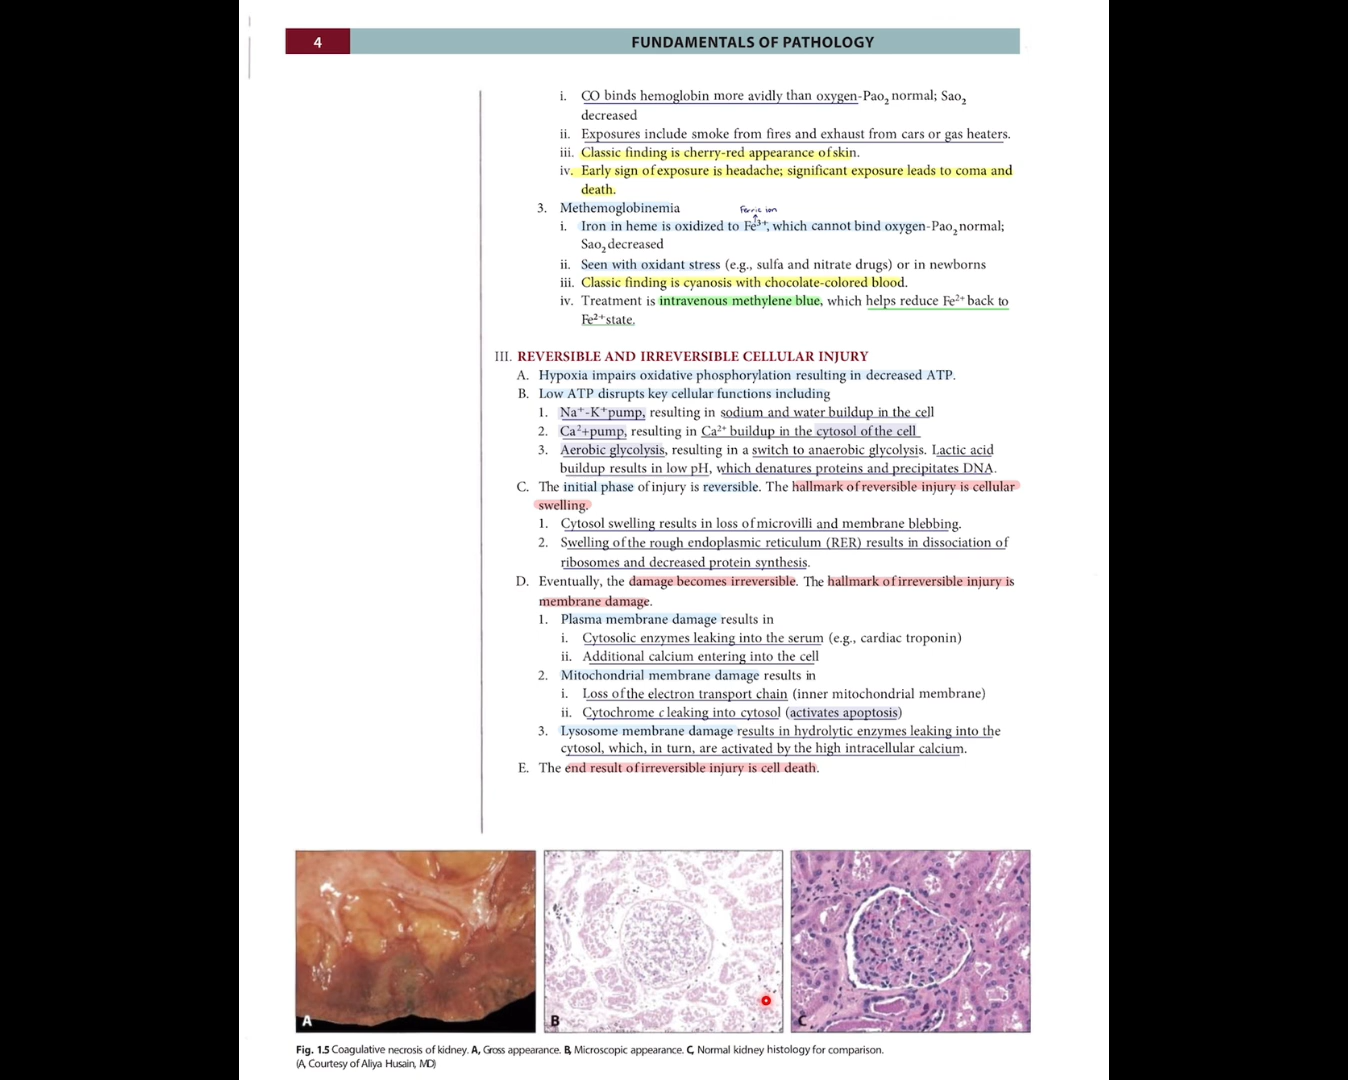 4
FUNDAMENTALS OF PATHOLOGY
i. CO binds hemoglobin more avidly than oxygen-Pao₂ normal; Sao₂
decreased
ii. Exposures include smoke from fires and exhaust from cars or gas heaters.
iii. Classic finding is cherry-red appearance of skin.
iv. Early sign of exposure is headache; significant exposure leads to coma and
death.
3. Methemoglobinemia
Ferric ion
i. Iron in heme is oxidized to Fe³⁺, which cannot bind oxygen-Pao₂ normal;
Sao₂ decreased
ii. Seen with oxidant stress (e.g., sulfa and nitrate drugs) or in newborns
iii. Classic finding is cyanosis with chocolate-colored blood.
iv. Treatment is intravenous methylene blue, which helps reduce Fe²⁺ back to
Fe²⁺ state.
III. REVERSIBLE AND IRREVERSIBLE CELLULAR INJURY
A. Hypoxia impairs oxidative phosphorylation resulting in decreased ATP.
B. Low ATP disrupts key cellular functions including
1. Na⁺-K⁺ pump, resulting in sodium and water buildup in the cell
2. Ca²+pump, resulting in Ca²⁺ buildup in the cytosol of the cell
3. Aerobic glycolysis, resulting in a switch to anaerobic glycolysis. Lactic acid
buildup results in low pH, which denatures proteins and precipitates DNA.
C. The initial phase of injury is reversible. The hallmark of reversible injury is cellular
swelling.
1. Cytosol swelling results in loss of microvilli and membrane blebbing.
2. Swelling of the rough endoplasmic reticulum (RER) results in dissociation of
ribosomes and decreased protein synthesis.
D. Eventually, the damage becomes irreversible. The hallmark of irreversible injury is
membrane damage.
1. Plasma membrane damage results in
i. Cytosolic enzymes leaking into the serum (e.g., cardiac troponin)
ii. Additional calcium entering into the cell
2. Mitochondrial membrane damage results in
i. Loss of the electron transport chain (inner mitochondrial membrane)
ii. Cytochrome c leaking into cytosol (activates apoptosis)
3. Lysosome membrane damage results in hydrolytic enzymes leaking into the
cytosol, which, in turn, are activated by the high intracellular calcium.
E. The end result of irreversible injury is cell death.
A
B
C
Fig. 1.5 Coagulative necrosis of kidney. A, Gross appearance. B, Microscopic appearance. C, Normal kidney histology for comparison.
(A, Courtesy of Aliya Husain, MD)